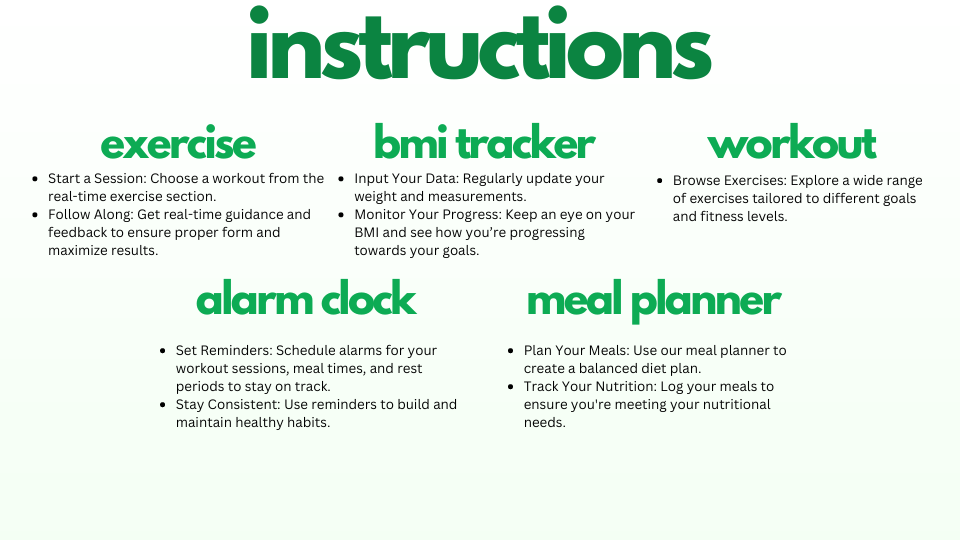 instructions
exercise
• Start a Session: Choose a workout from the
real-time exercise section.
• Follow Along: Get real-time guidance and
feedback to ensure proper form and
maximize results.
bmi tracker
• Input Your Data: Regularly update your
weight and measurements.
• Monitor Your Progress: Keep an eye on your
BMI and see how you’re progressing
towards your goals.
workout
• Browse Exercises: Explore a wide range
of exercises tailored to different goals
and fitness levels.
alarm clock
• Set Reminders: Schedule alarms for your
workout sessions, meal times, and rest
periods to stay on track.
• Stay Consistent: Use reminders to build and
maintain healthy habits.
meal planner
• Plan Your Meals: Use our meal planner to
create a balanced diet plan.
• Track Your Nutrition: Log your meals to
ensure you're meeting your nutritional
needs.